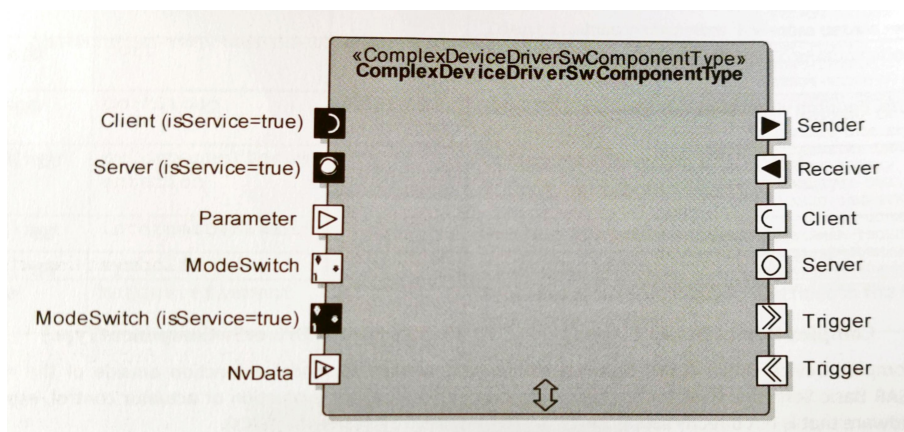 «ComplexDeviceDriverSwComponentType»
ComplexDeviceDriverSwComponentType
Client (isService=true)
Server (isService=true)
Parameter
ModeSwitch
ModeSwitch (isService=true)
NvData
Sender
Receiver
Client
Server
Trigger
Trigger